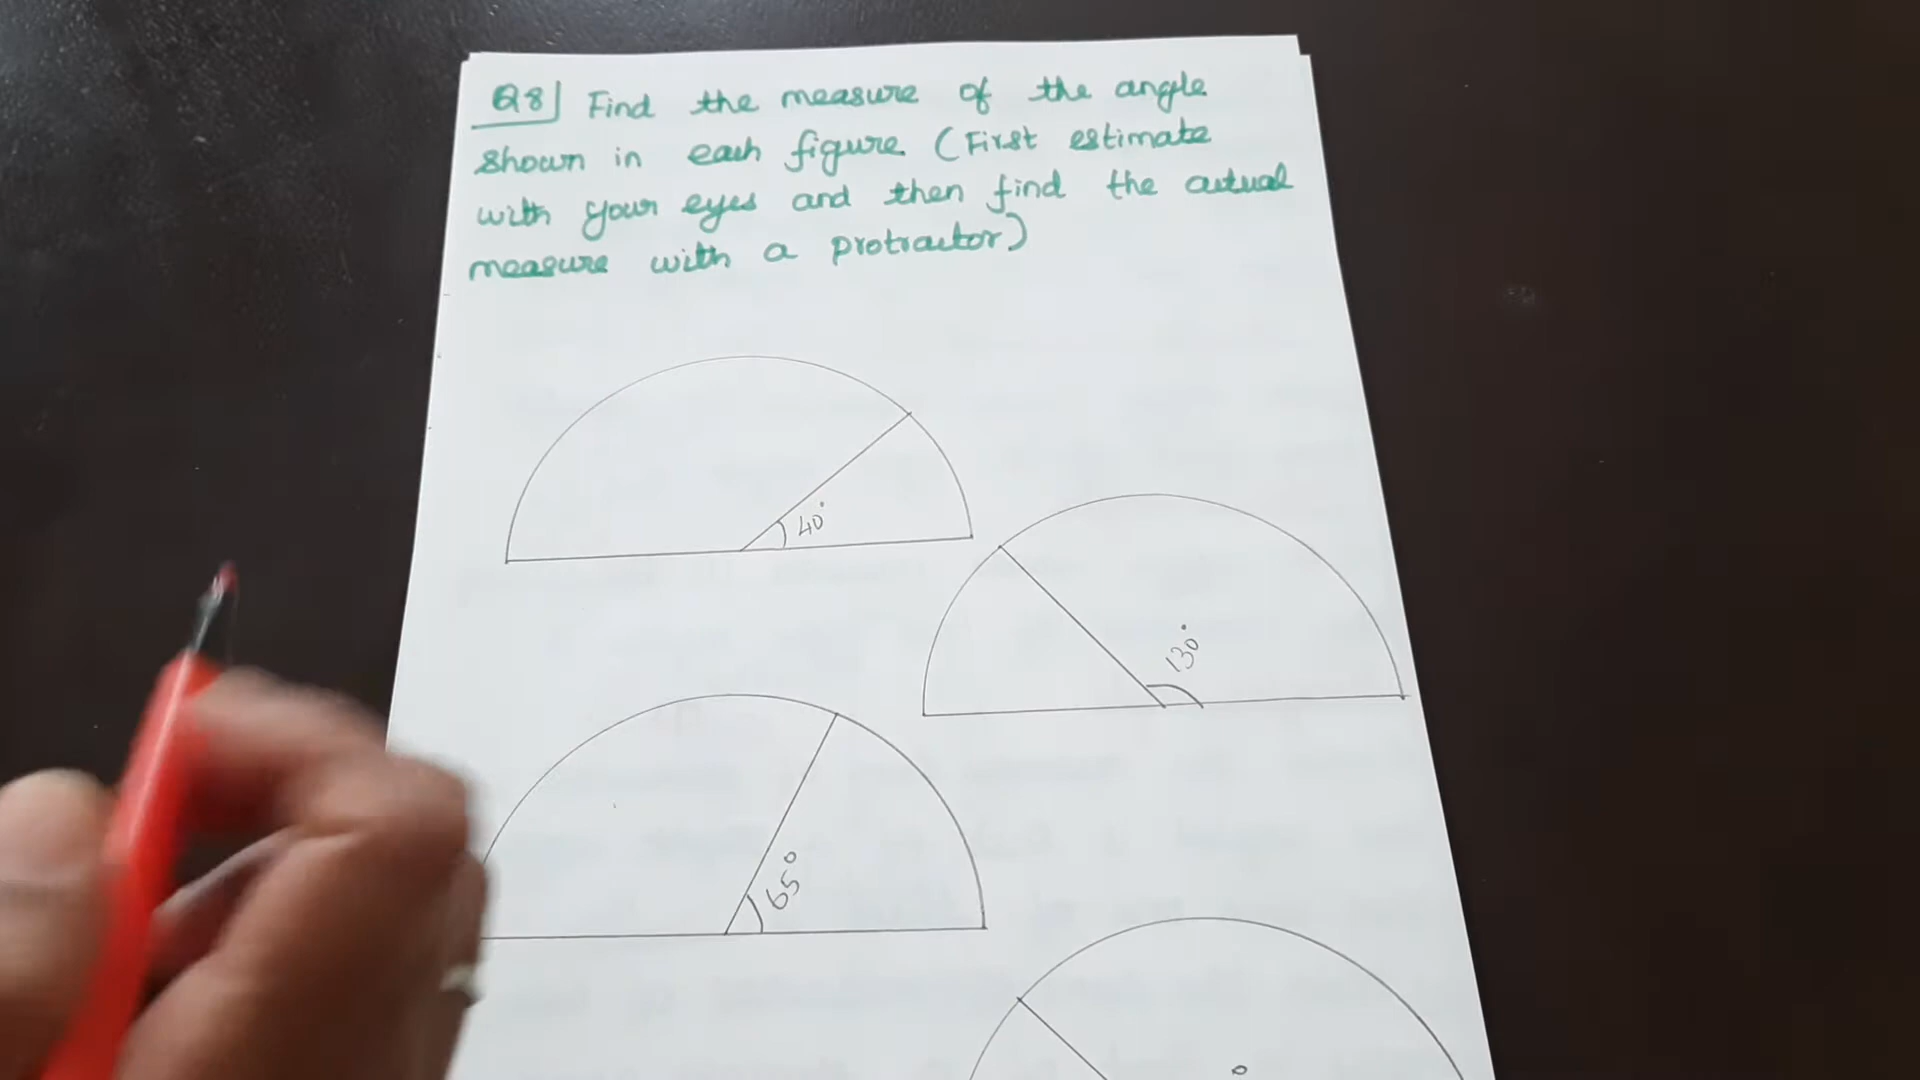 Q8 Find the measure of the angle
shown in each figure (First estimate
with your eyes and then find the actual
measure with a protractor)
40°
130°
65°